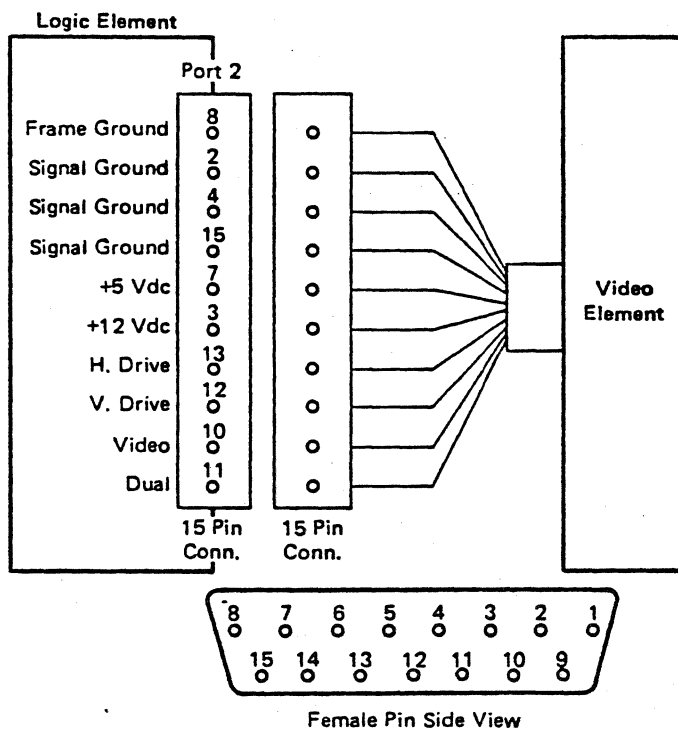 Logic Element
Port 2
Frame Ground 8
Signal Ground 2
Signal Ground 4
Signal Ground 15
+5 Vdc 7
+12 Vdc 3
H. Drive 13
V. Drive 12
Video 10
Dual 11
15 Pin
Conn.
15 Pin
Conn.
Video
Element
8 7 6 5 4 3 2 1
15 14 13 12 11 10 9
Female Pin Side View